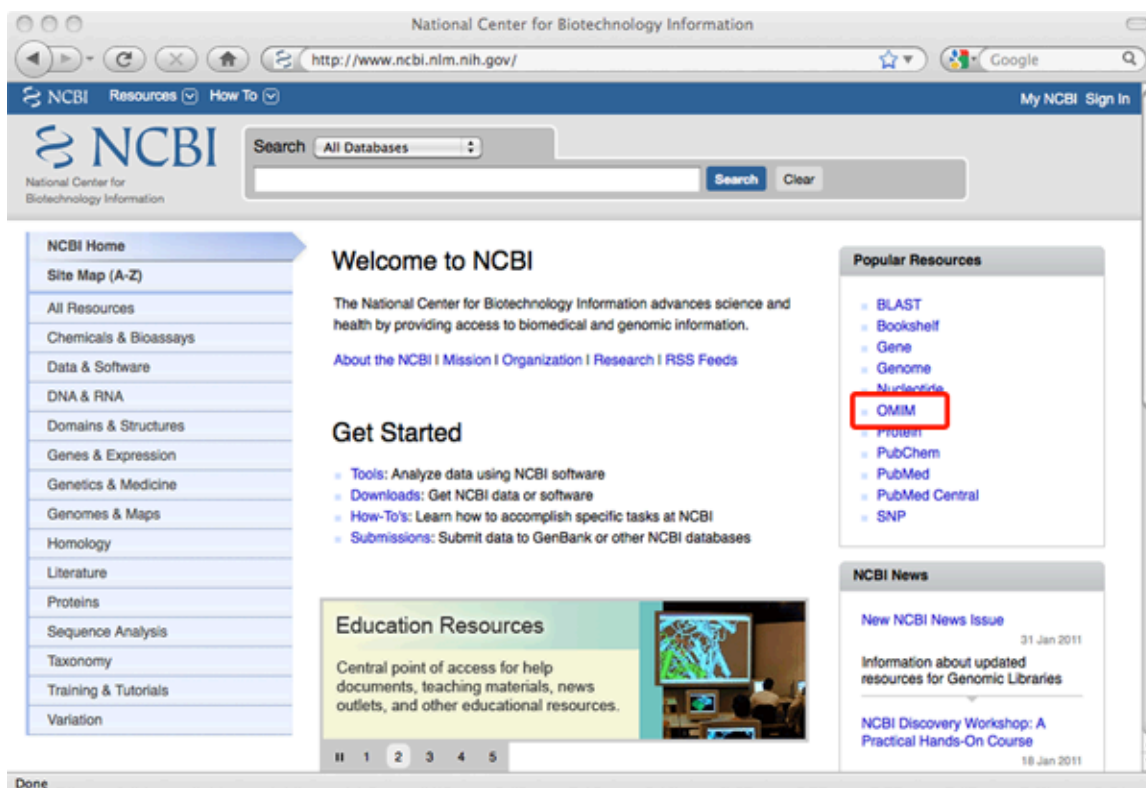 National Center for Biotechnology Information
http://www.ncbi.nlm.nih.gov/
Google
NCBI Resources How To
My NCBI Sign In
NCBI
National Center for
Biotechnology Information
Search All Databases
Search Clear
NCBI Home
Site Map (A-Z)
All Resources
Chemicals & Bioassays
Data & Software
DNA & RNA
Domains & Structures
Genes & Expression
Genetics & Medicine
Genomes & Maps
Homology
Literature
Proteins
Sequence Analysis
Taxonomy
Training & Tutorials
Variation
Welcome to NCBI
The National Center for Biotechnology Information advances science and
health by providing access to biomedical and genomic information.
About the NCBI | Mission | Organization | Research | RSS Feeds
Get Started
Tools: Analyze data using NCBI software
Downloads: Get NCBI data or software
How-To's: Learn how to accomplish specific tasks at NCBI
Submissions: Submit data to GenBank or other NCBI databases
Education Resources
Central point of access for help
documents, teaching materials, news
outlets, and other educational resources.
1 2 3 4 5
Popular Resources
BLAST
Bookshelf
Gene
Genome
Nucleotide
OMIM
Protein
PubChem
PubMed
PubMed Central
SNP
NCBI News
New NCBI News Issue
31 Jan 2011
Information about updated
resources for Genomic Libraries
NCBI Discovery Workshop: A
Practical Hands-On Course
18 Jan 2011
Done